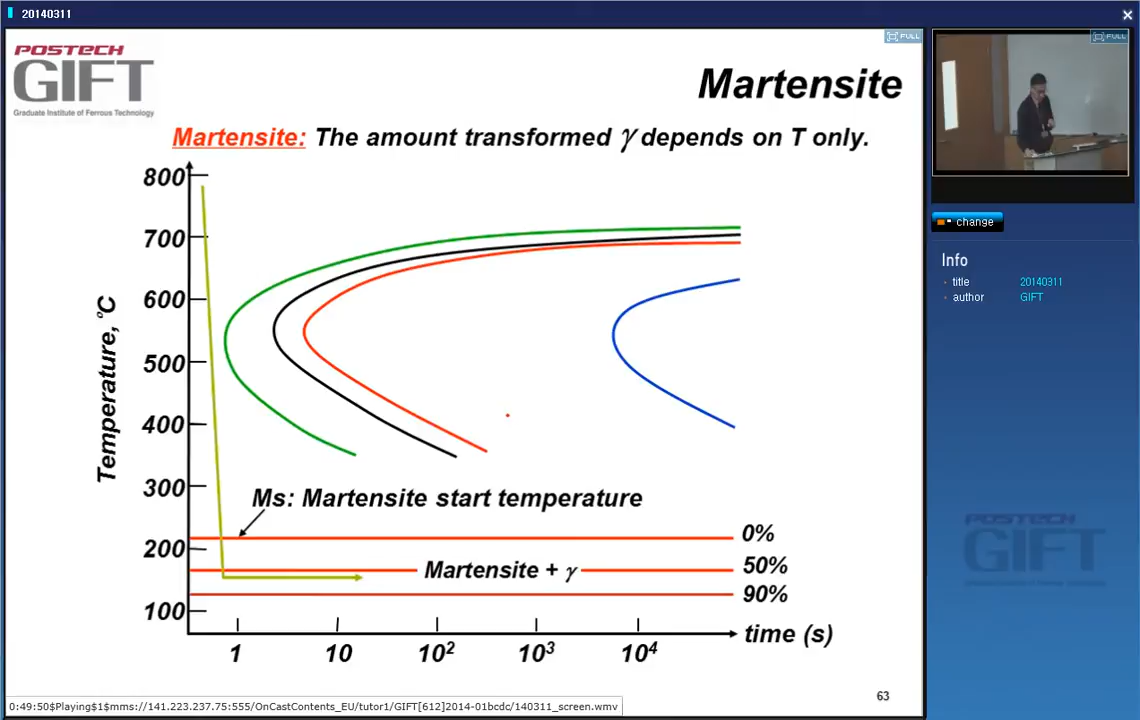 20140311
FULL
FULL
POSTECH
GIFT
Graduate Institute of Ferrous Technology
Martensite
Martensite: The amount transformed γ depends on T only.
800
700
600
500
400
300
200
100
Temperature, ℃
Ms: Martensite start temperature
0%
Martensite + γ
50%
90%
1
10
10²
10³
10⁴
time (s)
63
change
Info
title 20140311
author GIFT
POSTECH
GIFT
0:49:50$Playing$1$mms://141.223.237.75:555/OnCastContents_EU/tutor1/GIFT[612]2014-01bcdc/140311_screen.wmv